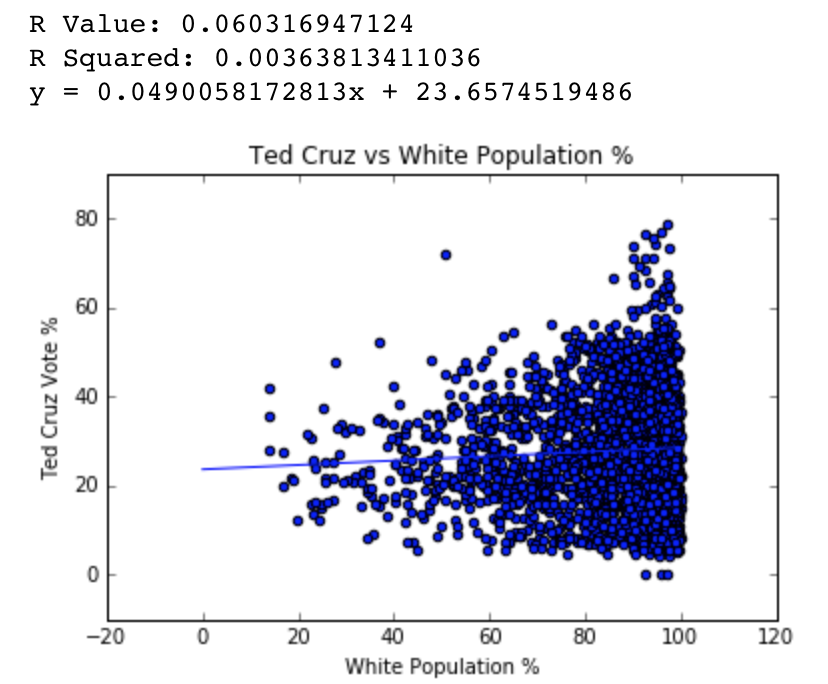 R Value: 0.060316947124
R Squared: 0.00363813411036
y = 0.0490058172813x + 23.6574519486
Ted Cruz vs White Population %
80
60
40
20
0
Ted Cruz Vote %
−20 0 20 40 60 80 100 120
White Population %